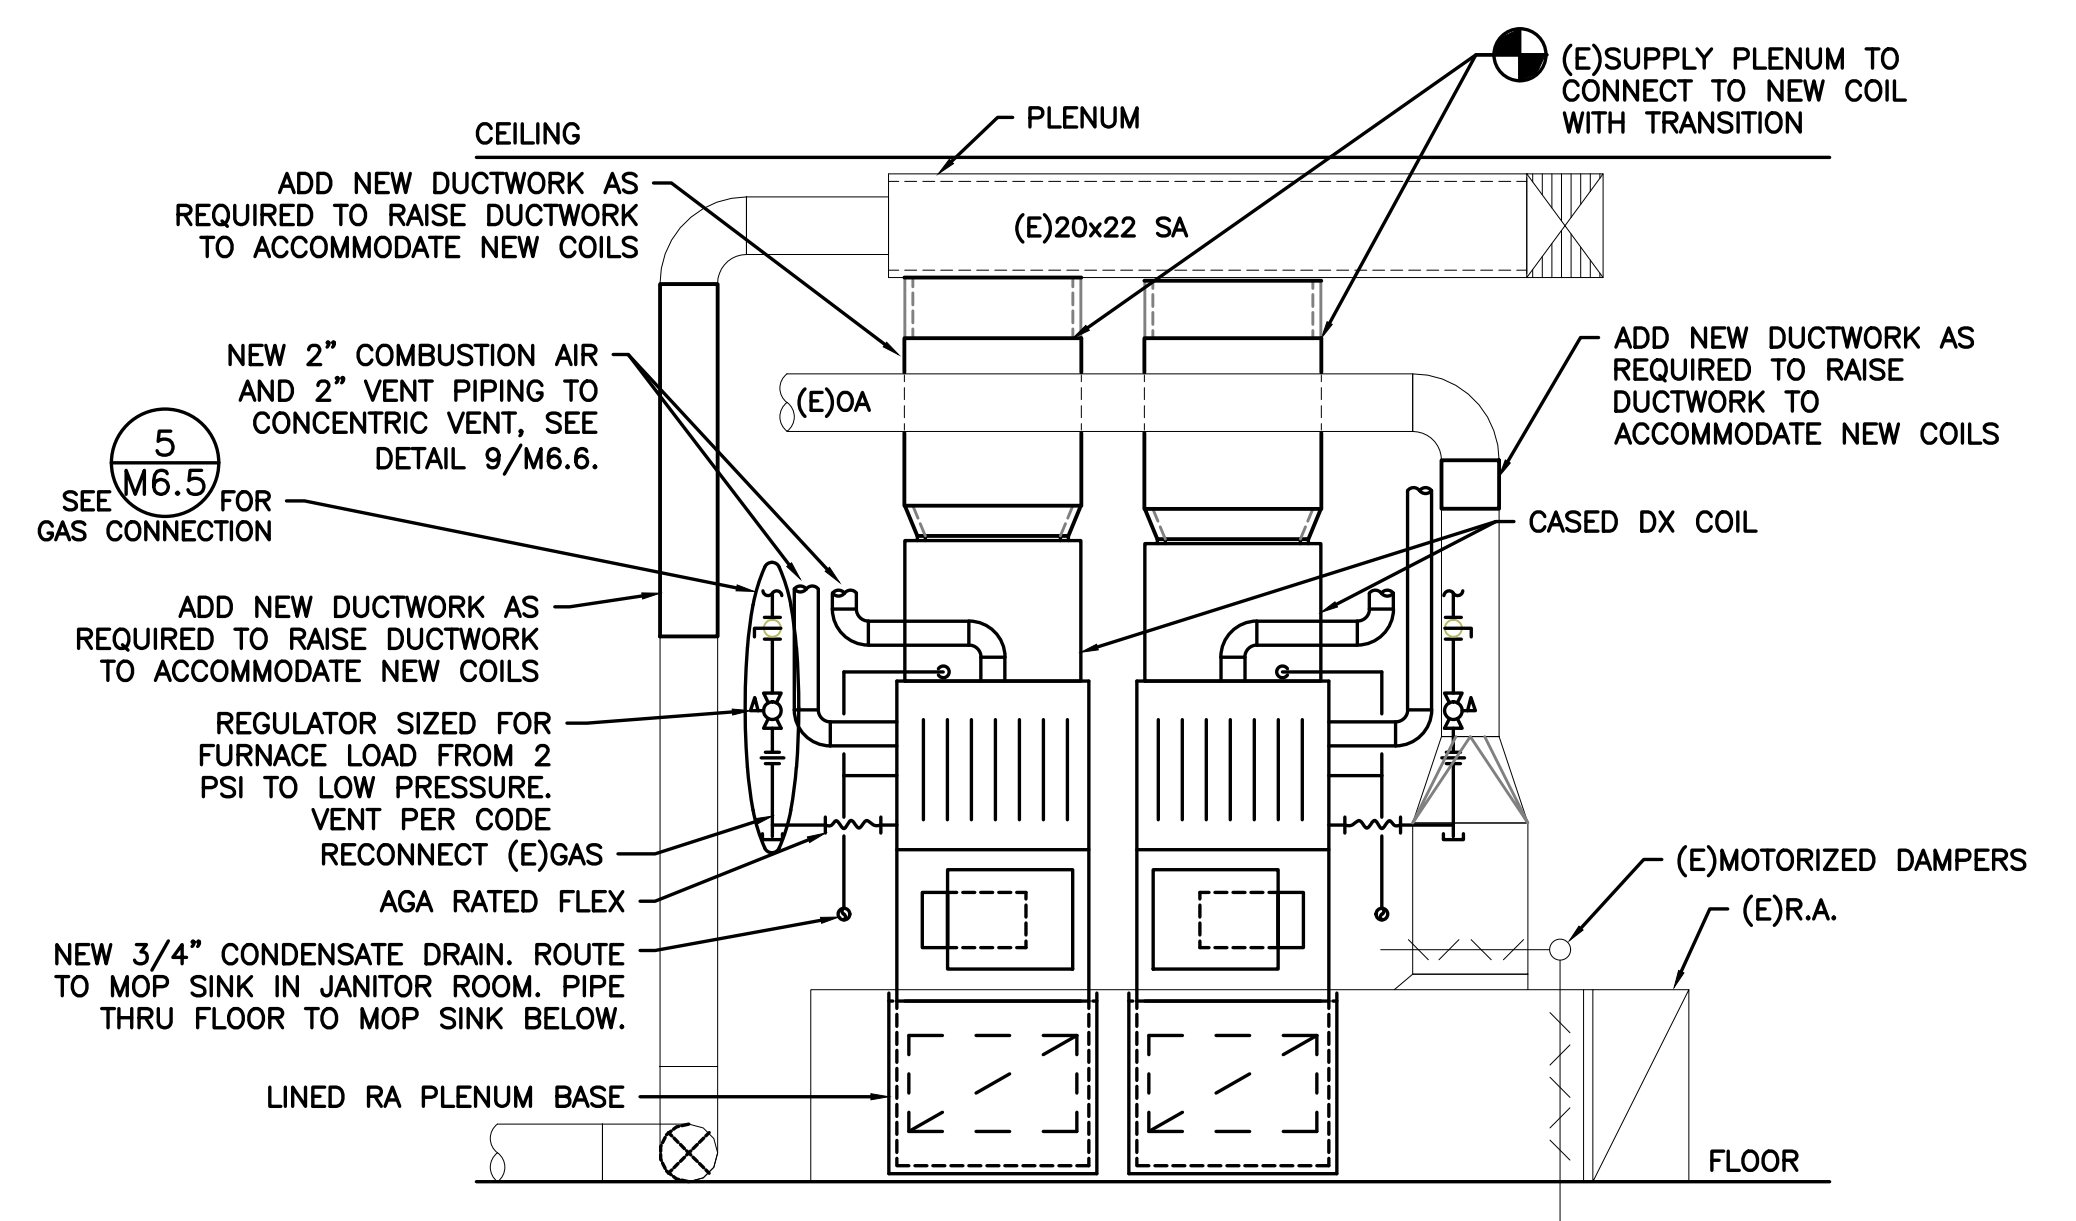 (E)SUPPLY PLENUM TO
CONNECT TO NEW COIL
WITH TRANSITION
PLENUM
CEILING
ADD NEW DUCTWORK AS
REQUIRED TO RAISE DUCTWORK
TO ACCOMMODATE NEW COILS
(E)20x22 SA
NEW 2” COMBUSTION AIR
AND 2” VENT PIPING TO
CONCENTRIC VENT, SEE
DETAIL 9/M6.6.
(E)OA
ADD NEW DUCTWORK AS
REQUIRED TO RAISE
DUCTWORK TO
ACCOMMODATE NEW COILS
5
M6.5
SEE FOR
GAS CONNECTION
CASED DX COIL
ADD NEW DUCTWORK AS
REQUIRED TO RAISE DUCTWORK
TO ACCOMMODATE NEW COILS
REGULATOR SIZED FOR
FURNACE LOAD FROM 2
PSI TO LOW PRESSURE.
VENT PER CODE
RECONNECT (E)GAS
AGA RATED FLEX
(E)MOTORIZED DAMPERS
(E)R.A.
NEW 3/4” CONDENSATE DRAIN. ROUTE
TO MOP SINK IN JANITOR ROOM. PIPE
THRU FLOOR TO MOP SINK BELOW.
LINED RA PLENUM BASE
FLOOR